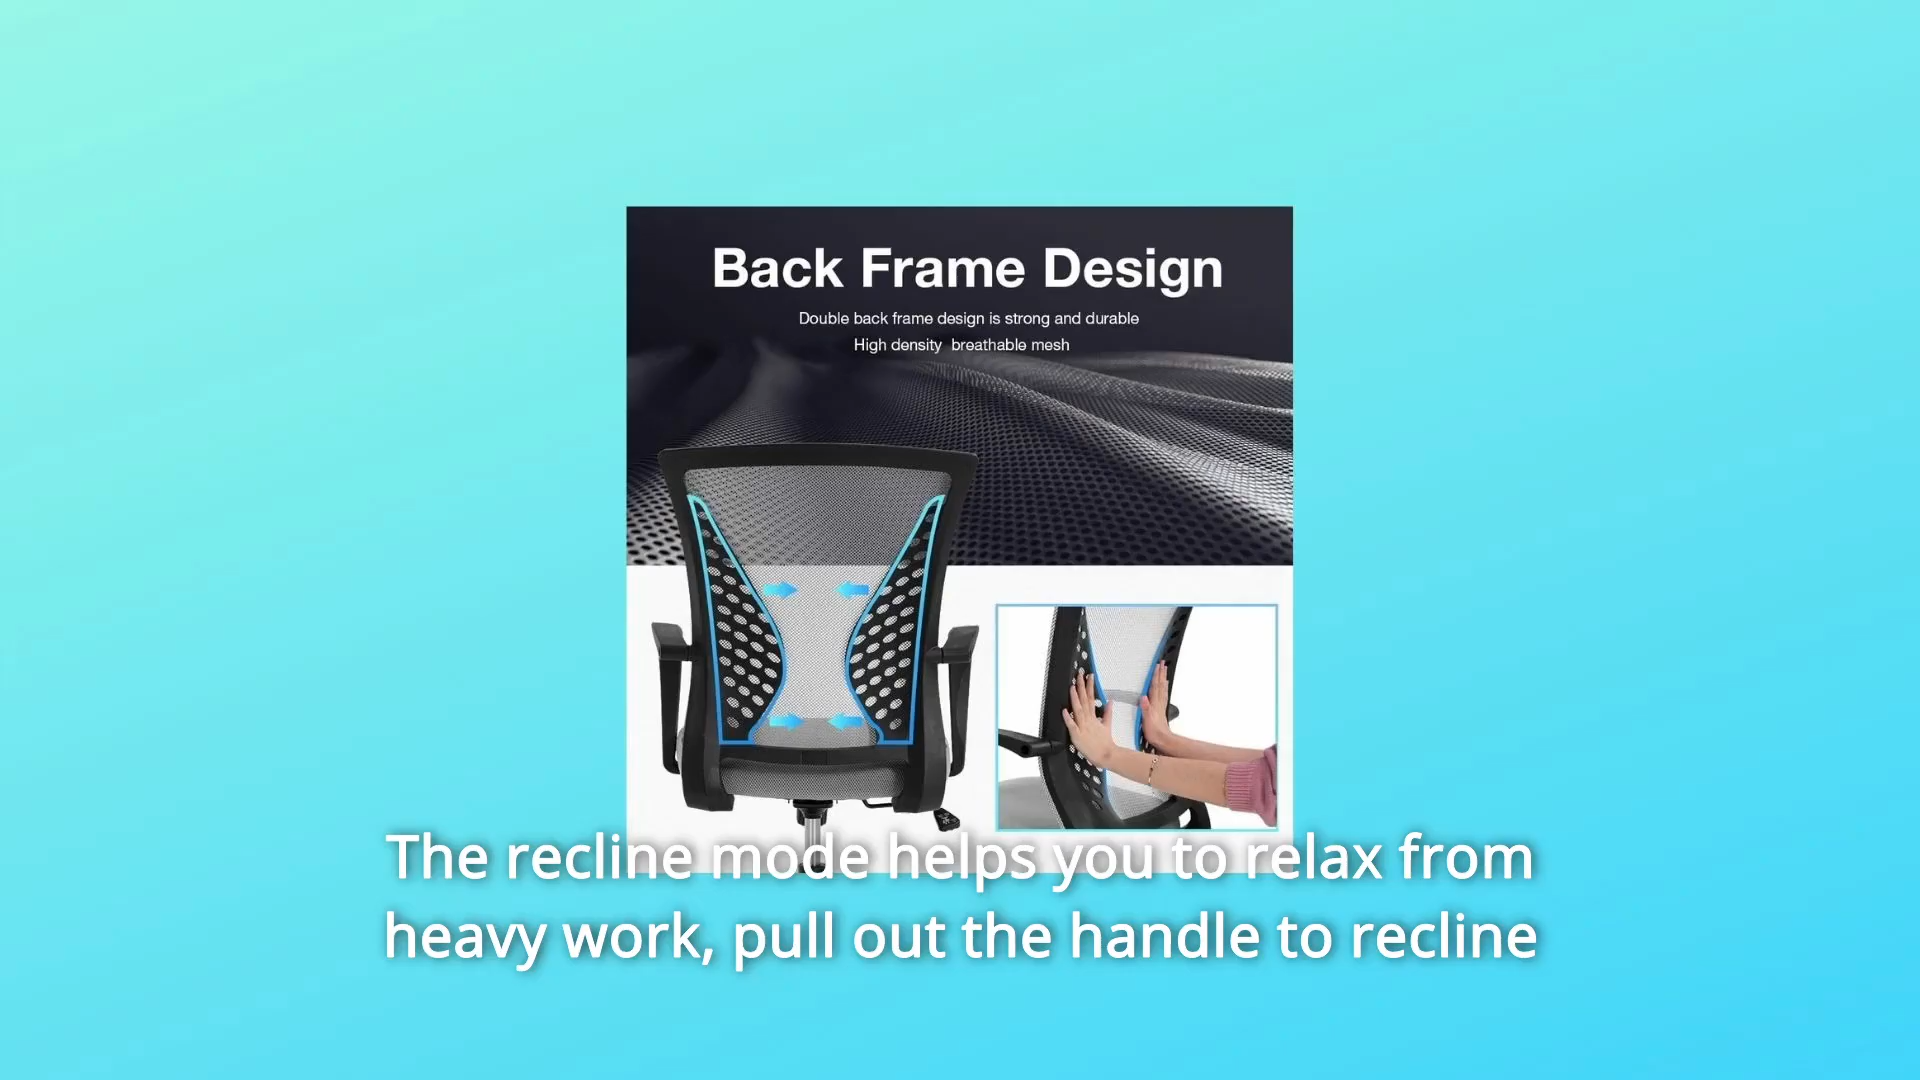 Back Frame Design
Double back frame design is strong and durable
High density breathable mesh
The recline mode helps you to relax from
heavy work, pull out the handle to recline